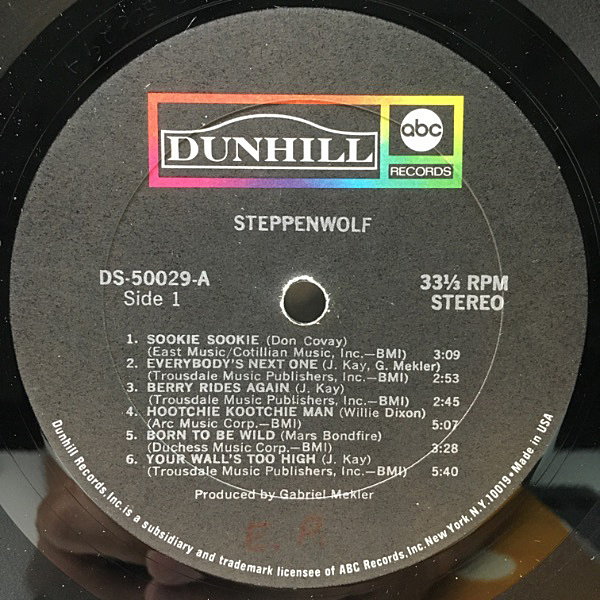 DUNHILL
abc
RECORDS
STEPPENWOLF
DS-50029-A
Side 1
33⅓ RPM
STEREO
1. SOOKIE SOOKIE (Don Covay)
(East Music/Cotillian Music, Inc.—BMI) 3:09
2. EVERYBODY'S NEXT ONE (J. Kay, G. Mekler)
(Trousdale Music Publishers, Inc.—BMI) 2:53
3. BERRY RIDES AGAIN (J. Kay)
(Trousdale Music Publishers, Inc.—BMI) 2:45
4. HOOTCHIE KOOTCHIE MAN (Willie Dixon)
(Arc Music Corp.—BMI) 5:07
5. BORN TO BE WILD (Mars Bondfire)
(Duchess Music Corp.—BMI) 3:28
6. YOUR WALL'S TOO HIGH (J. Kay)
(Trousdale Music Publishers, Inc.—BMI) 5:40
Produced by Gabriel Mekler
Dunhill Records, Inc. is a subsidiary and trademark licensee of ABC Records, Inc. New York, N.Y. 10019 • Made in USA